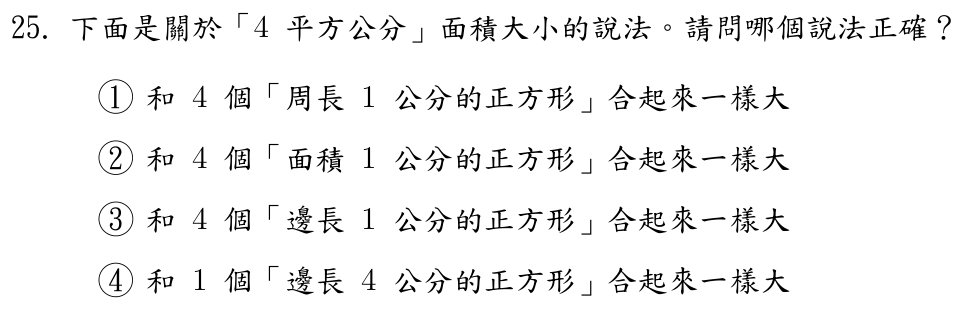 25. 下面是關於「4 平方公分」面積大小的說法。請問哪個說法正確?
① 和 4 個「周長 1 公分的正方形」合起來一樣大
② 和 4 個「面積 1 公分的正方形」合起來一樣大
③ 和 4 個「邊長 1 公分的正方形」合起來一樣大
④ 和 1 個「邊長 4 公分的正方形」合起來一樣大